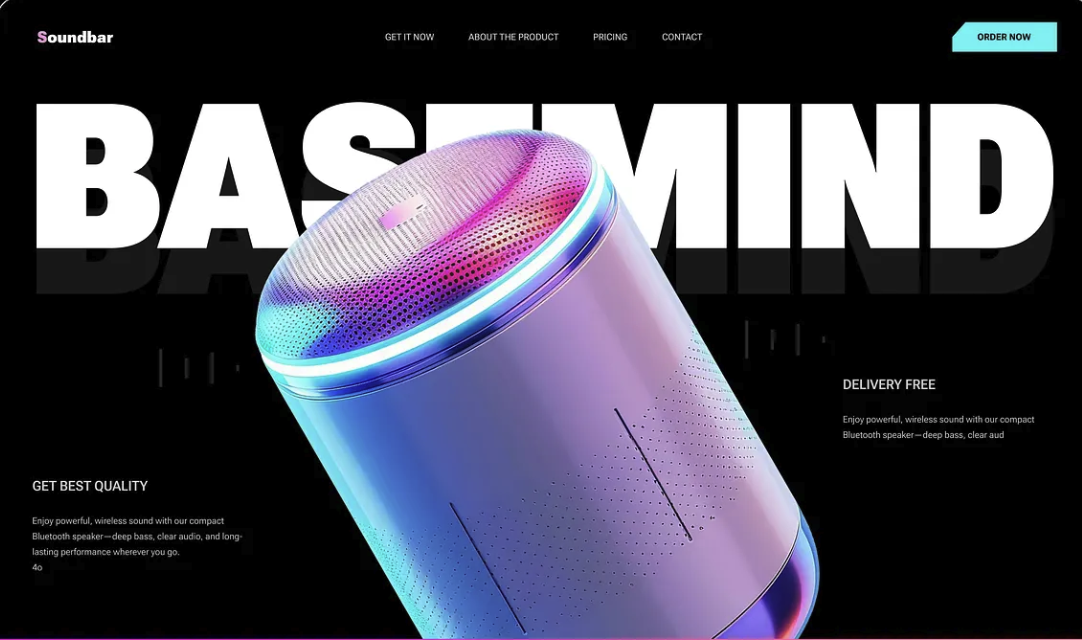 Soundbar
GET IT NOW
ABOUT THE PRODUCT
PRICING
CONTACT
ORDER NOW
BASEMIND
DELIVERY FREE
Enjoy powerful, wireless sound with our compact
Bluetooth speaker—deep bass, clear aud
GET BEST QUALITY
Enjoy powerful, wireless sound with our compact
Bluetooth speaker—deep bass, clear audio, and long-
lasting performance wherever you go.
4o